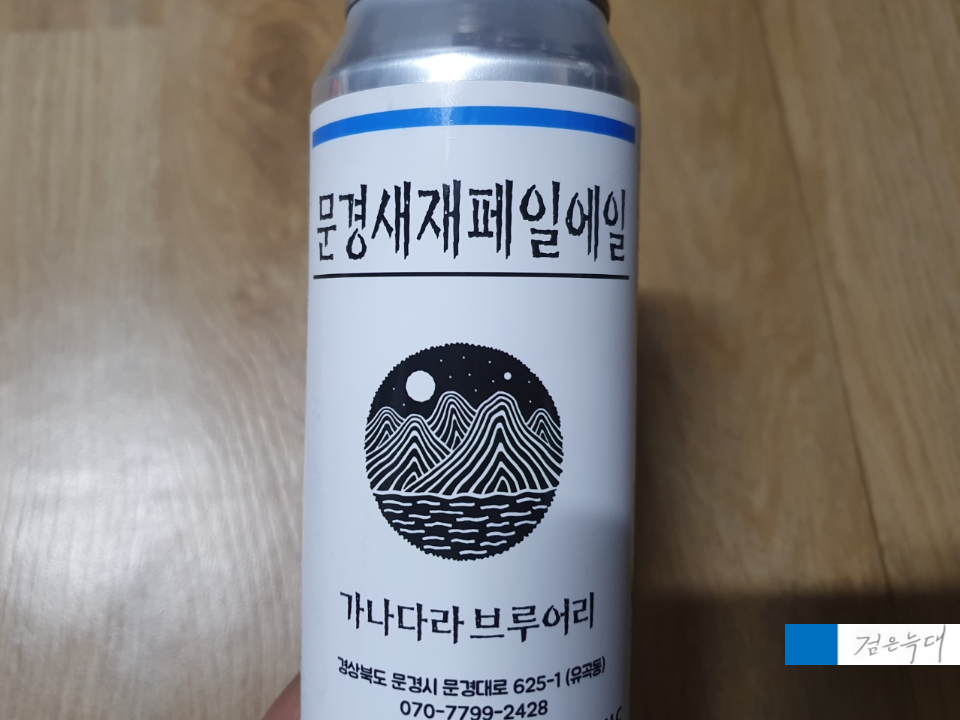 문경새재페일에일
가나다라 브루어리
경상북도 문경시 문경대로 625-1 (유곡동)
070-7799-2428
검은늑대